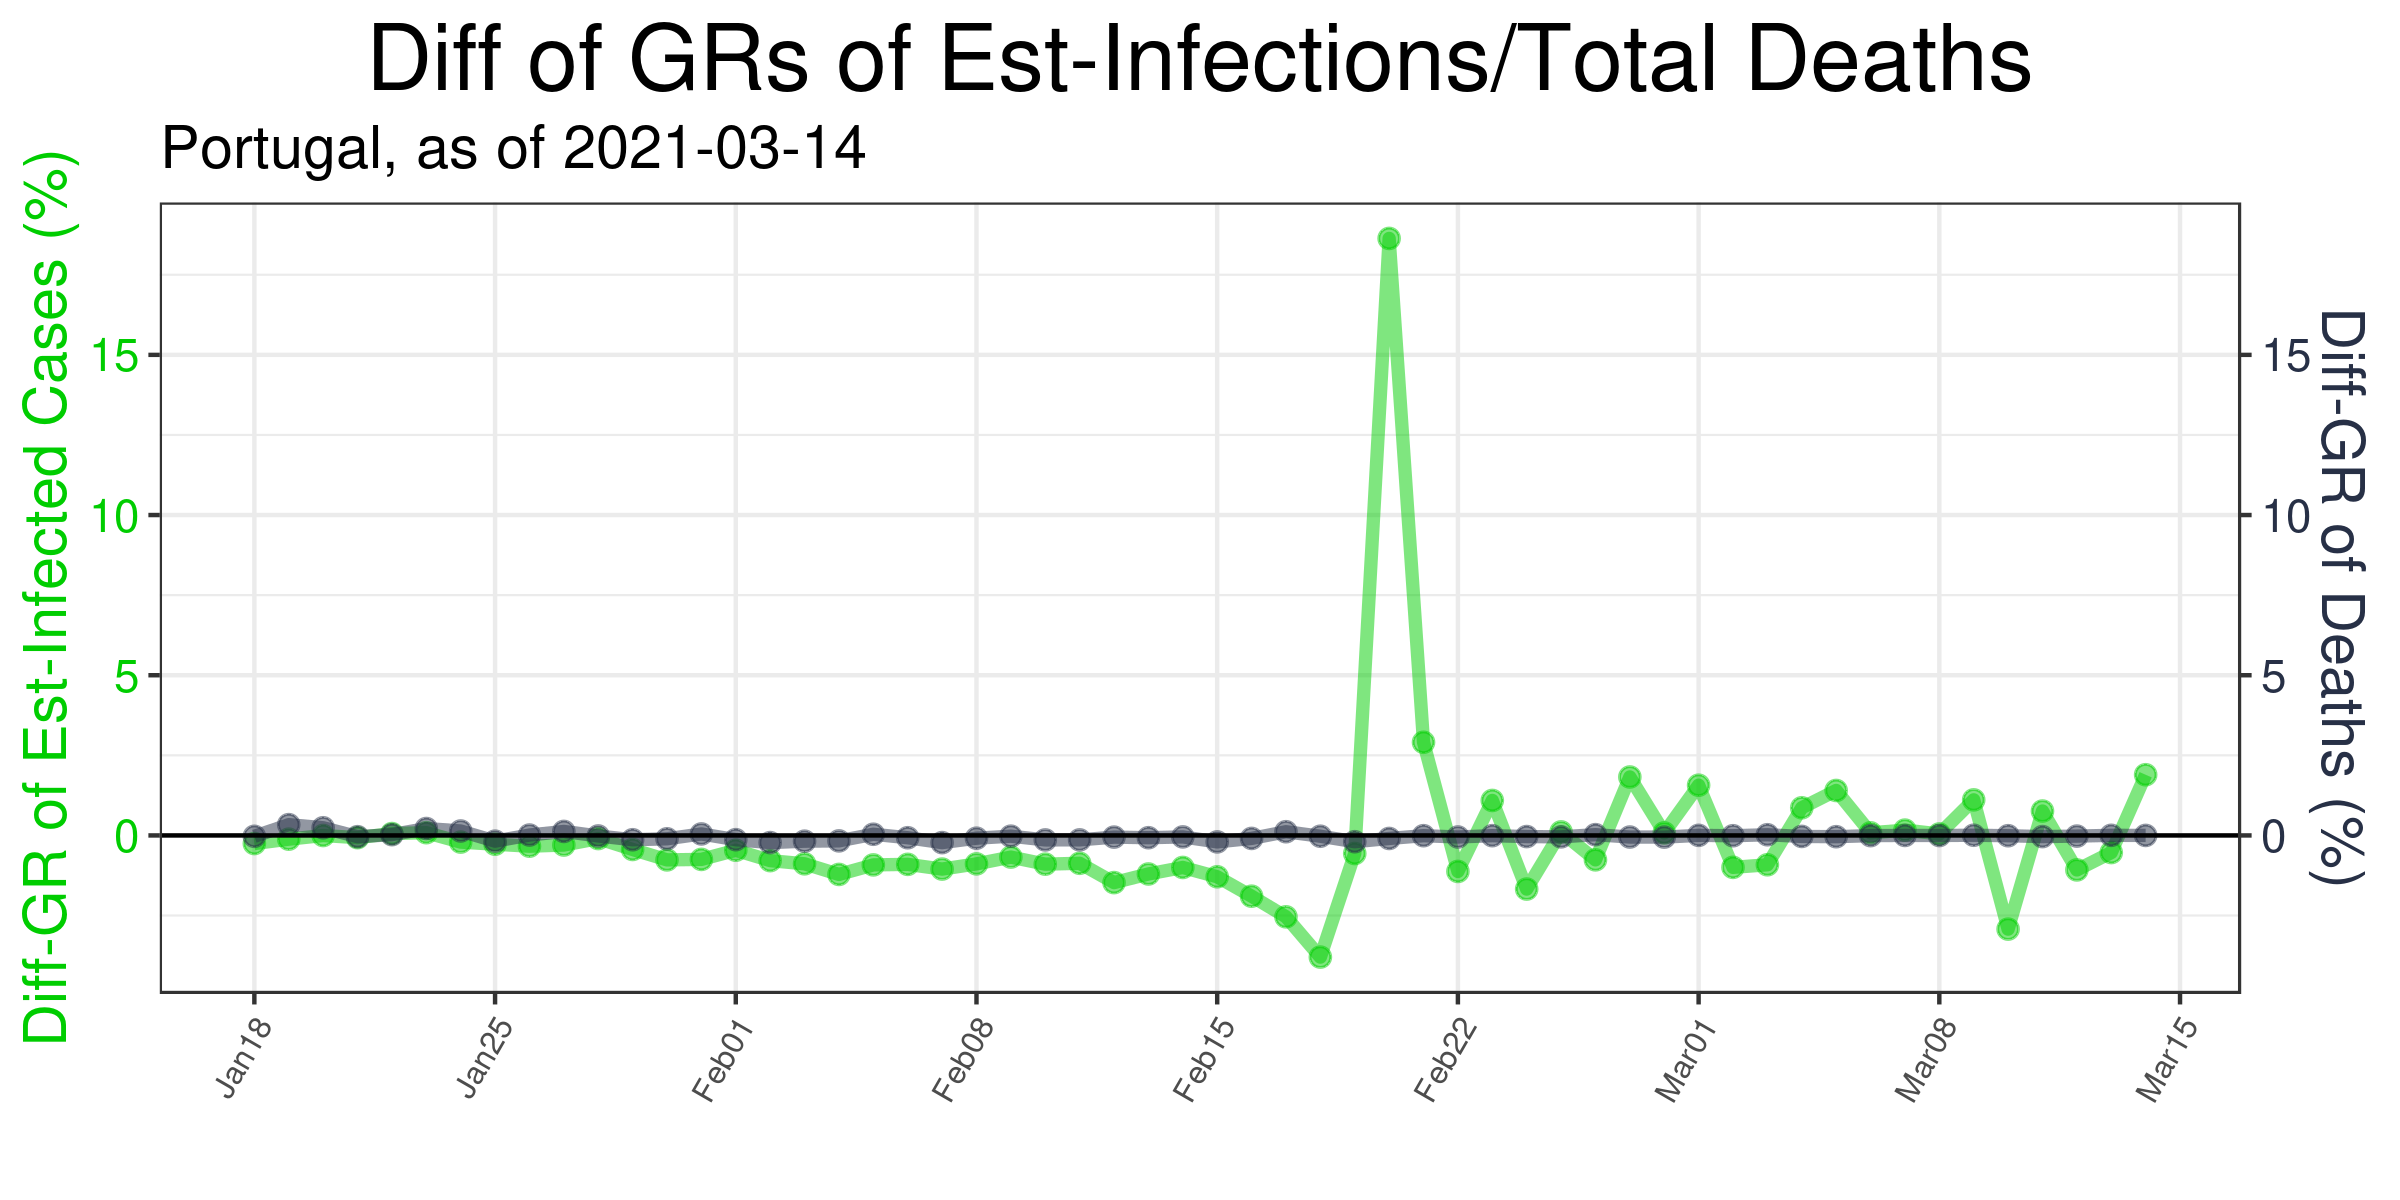 Diff of GRs of Est-Infections/Total Deaths
Portugal, as of 2021-03-14
Diff-GR of Est-Infected Cases (%)
15
10
5
0
15
10
5
0
Diff-GR of Deaths (%)
Jan18
Jan25
Feb01
Feb08
Feb15
Feb22
Mar01
Mar08
Mar15